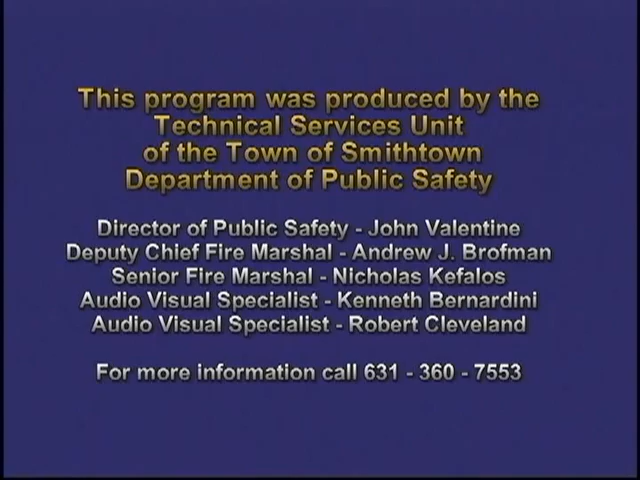 This program was produced by the
Technical Services Unit
of the Town of Smithtown
Department of Public Safety
Director of Public Safety - John Valentine
Deputy Chief Fire Marshal - Andrew J. Brofman
Senior Fire Marshal - Nicholas Kefalos
Audio Visual Specialist - Kenneth Bernardini
Audio Visual Specialist - Robert Cleveland
For more information call 631 - 360 - 7553